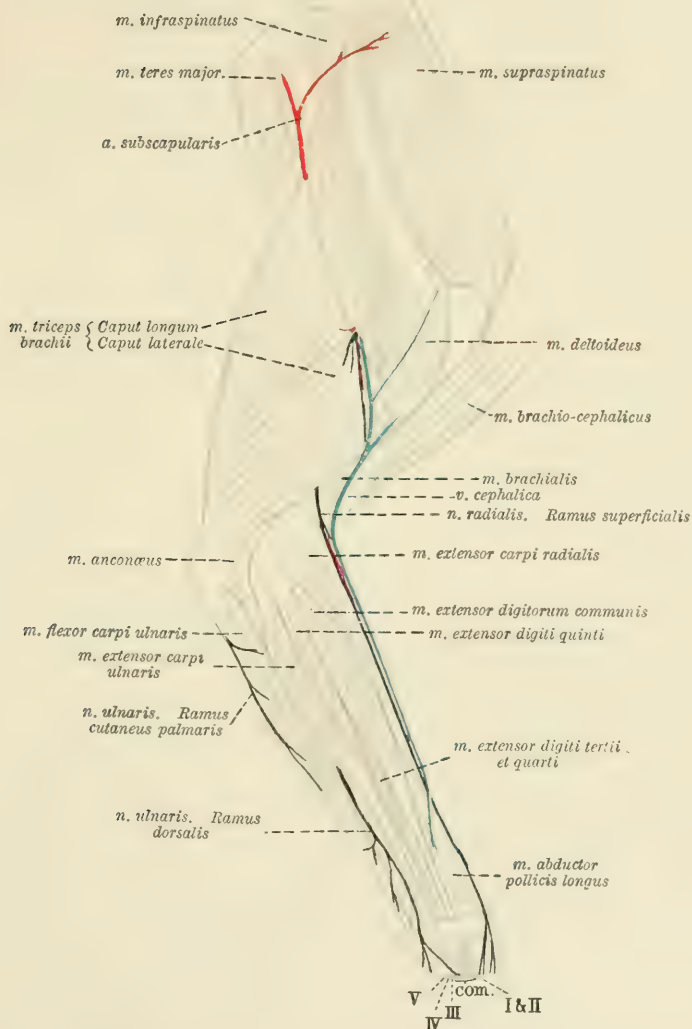 m. infraspinatus
m. teres major.
m. supraspinatus
a. subscapularis
m. triceps { Caput longum
brachii { Caput laterale
m. deltoideus
m. brachio-cephalicus
m. brachialis
v. cephalica
n. radialis. Ramus superficialis
m. anconœus
m. extensor carpi radialis
m. extensor digitorum communis
m. flexor carpi ulnaris
m. extensor digiti quinti
m. extensor carpi
ulnaris
n. ulnaris. Ramus
cutaneus palmaris
m. extensor digiti tertii
et quarti
n. ulnaris. Ramus
dorsalis
m. abductor
pollicis longus
V IV III com. I & II